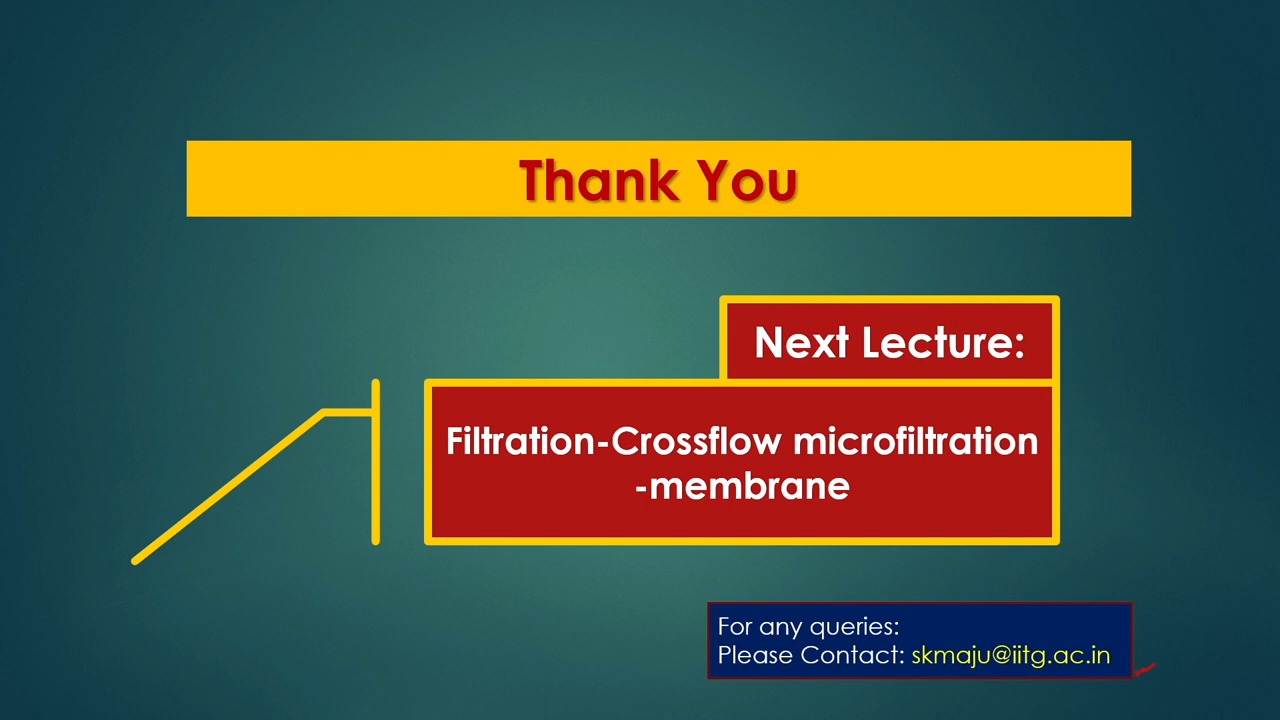 Thank You
Next Lecture:
Filtration-Crossflow microfiltration
-membrane
For any queries:
Please Contact: skmaju@iitg.ac.in